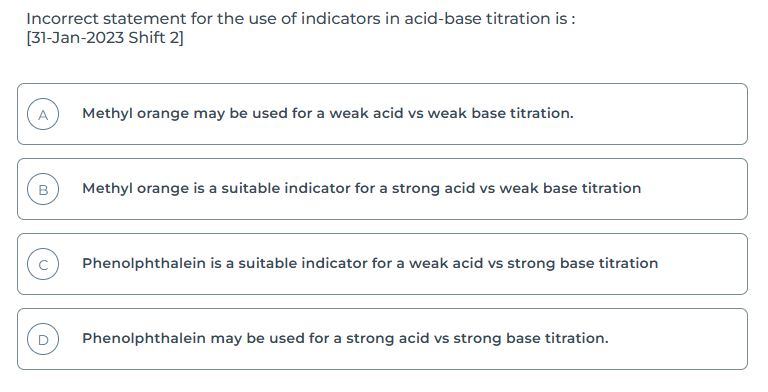 Incorrect statement for the use of indicators in acid-base titration is :
[31-Jan-2023 Shift 2]
A Methyl orange may be used for a weak acid vs weak base titration.
B Methyl orange is a suitable indicator for a strong acid vs weak base titration
C Phenolphthalein is a suitable indicator for a weak acid vs strong base titration
D Phenolphthalein may be used for a strong acid vs strong base titration.